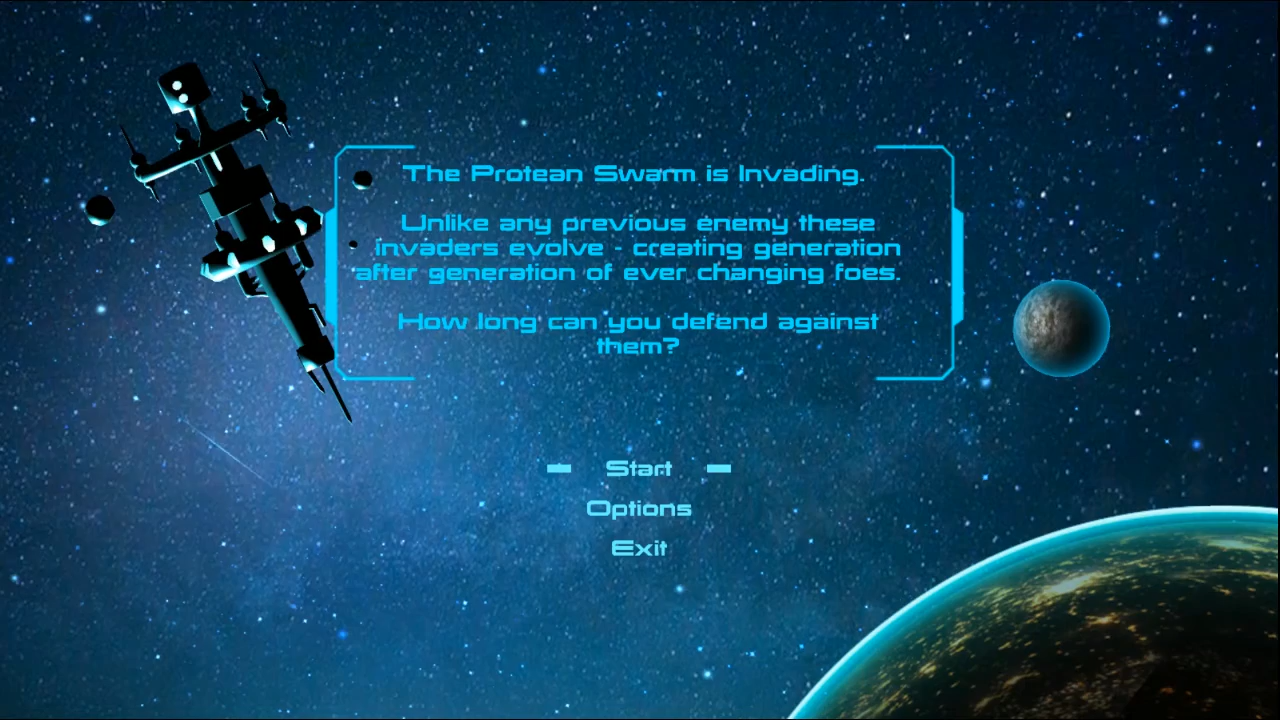 The Protean Swarm is Invading.
Unlike any previous enemy these
invaders evolve - creating generation
after generation of ever changing foes.
How long can you defend against
them?
Start
Options
Exit